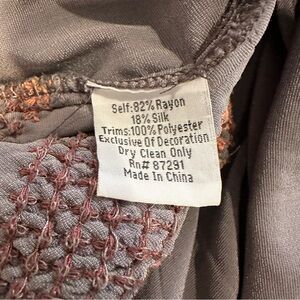 Self:82% Rayon
18% Silk
Trims:100% Polyester
Exclusive Of Decoration
Dry Clean Only
Rn# 87291
Made In China